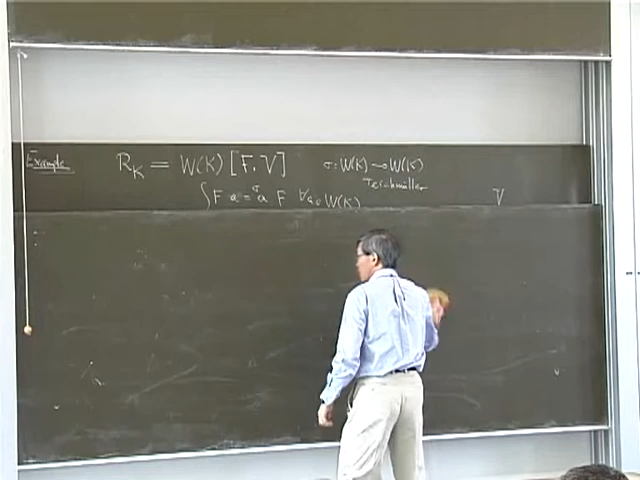 Example R_K = W(K) [F, V] σ: W(K) → W(K)
Teichmüller
{ F a = ᵟa F ∀a∈W(K) V